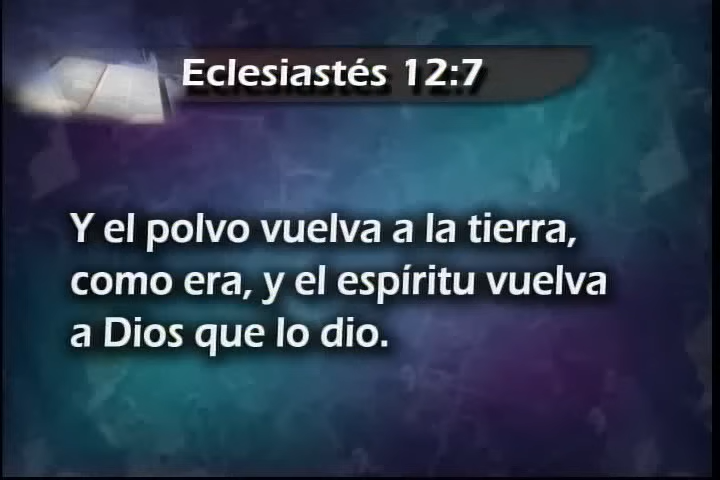 Eclesiastés 12:7
Y el polvo vuelva a la tierra,
como era, y el espíritu vuelva
a Dios que lo dio.